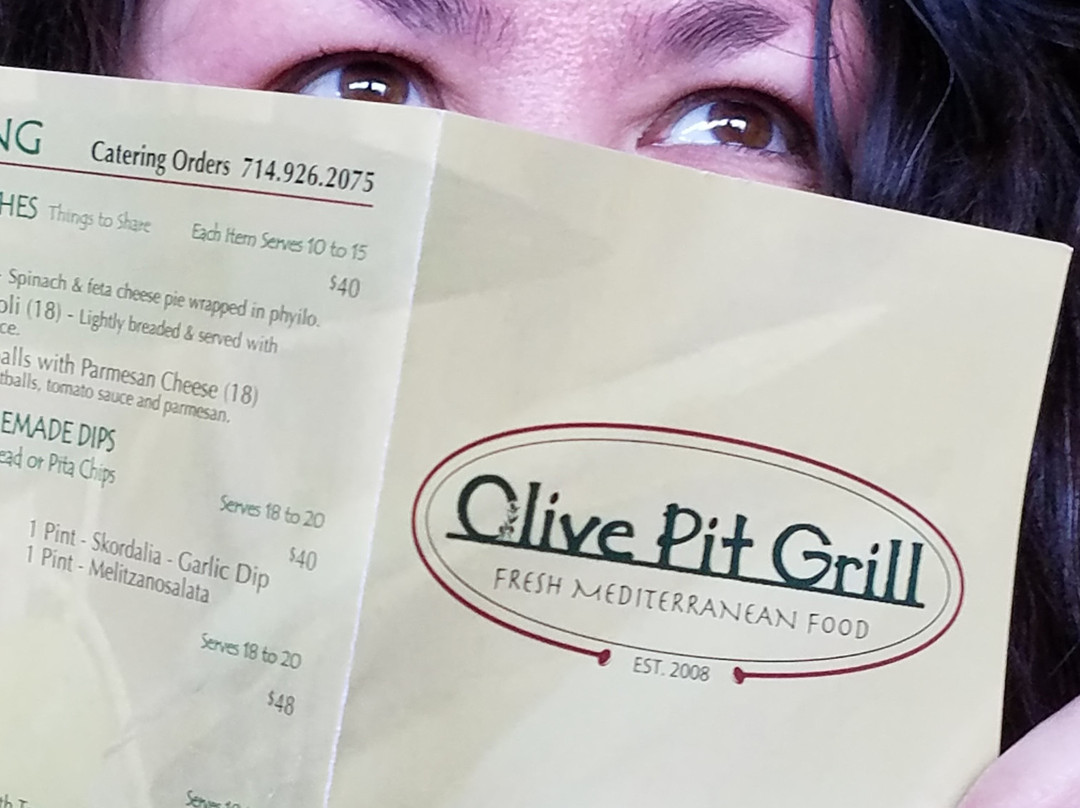 NG Catering Orders 714.926.2075
HES Things to Share Each Item Serves 10 to 15
$40
Spinach & feta cheese pie wrapped in phyilo.
oli (18) - Lightly breaded & served with
ce.
alls with Parmesan Cheese (18)
tballs, tomato sauce and parmesan.
EMADE DIPS
ead or Pita Chips
Serves 18 to 20
$40
1 Pint - Skordalia - Garlic Dip
1 Pint - Melitzanosalata
Serves 18 to 20
$48
Olive Pit Grill
FRESH MEDITERRANEAN FOOD
EST. 2008